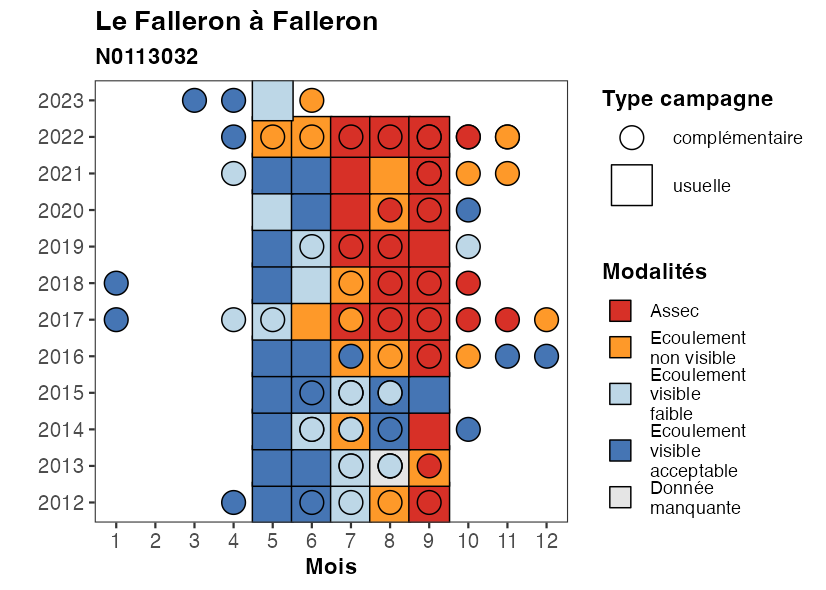 Le Falleron à Falleron
N0113032
2023
2022
2021
2020
2019
2018
2017
2016
2015
2014
2013
2012
1 2 3 4 5 6 7 8 9 10 11 12
Mois
Type campagne
complémentaire
usuelle
Modalités
Assec
Ecoulement
non visible
Ecoulement
visible
faible
Ecoulement
visible
acceptable
Donnée
manquante